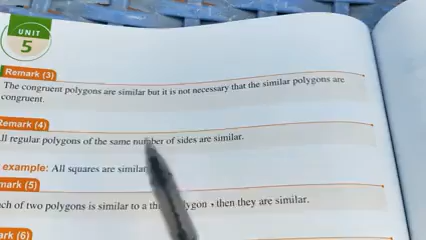 UNIT
5
Remark (3)
The congruent polygons are similar but it is not necessary that the similar polygons are
congruent.
Remark (4)
ll regular polygons of the same number of sides are similar.
example: All squares are similar
mark (5)
ch of two polygons is similar to a th lygon , then they are similar.
ark (6)